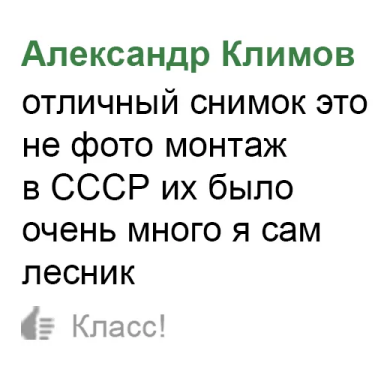 Александр Климов
отличный снимок это
не фото монтаж
в СССР их было
очень много я сам
лесник
Класс!